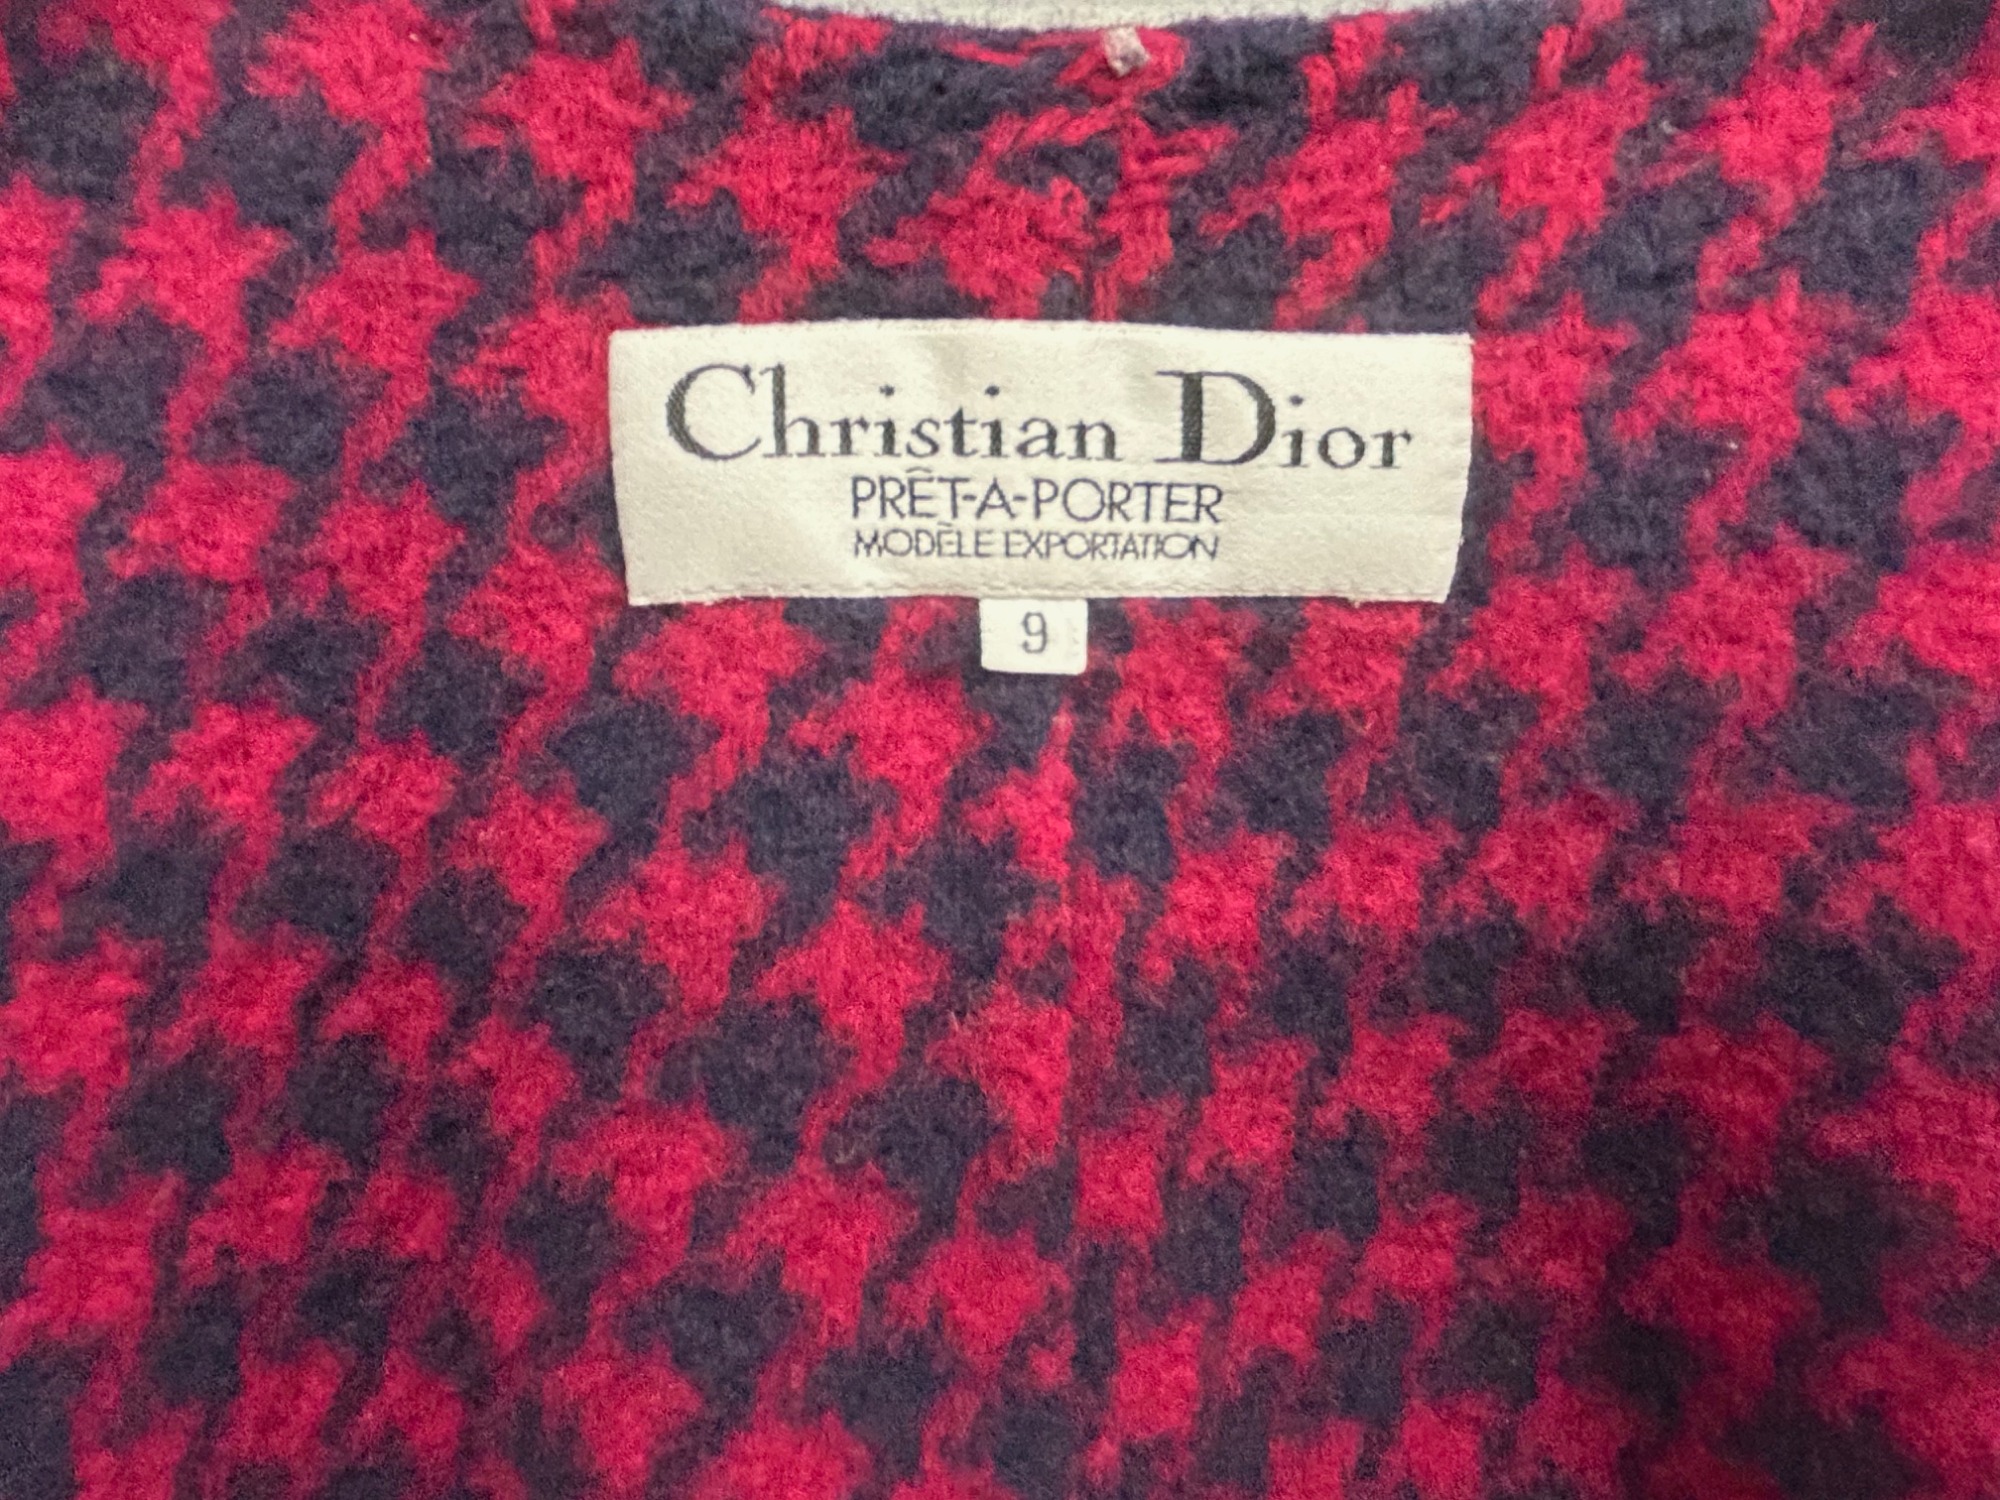 Christian Dior
PRÊT-A-PORTER
MODÈLE EXPORTATION
9